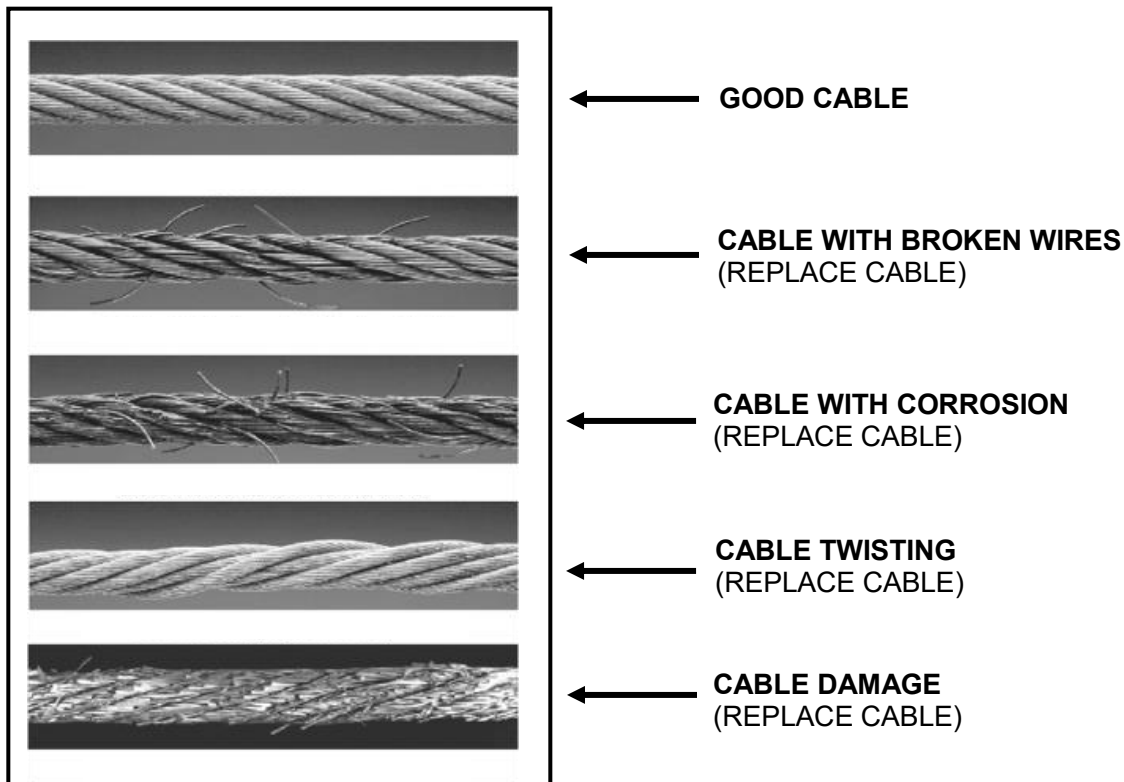 GOOD CABLE
CABLE WITH BROKEN WIRES
(REPLACE CABLE)
CABLE WITH CORROSION
(REPLACE CABLE)
CABLE TWISTING
(REPLACE CABLE)
CABLE DAMAGE
(REPLACE CABLE)